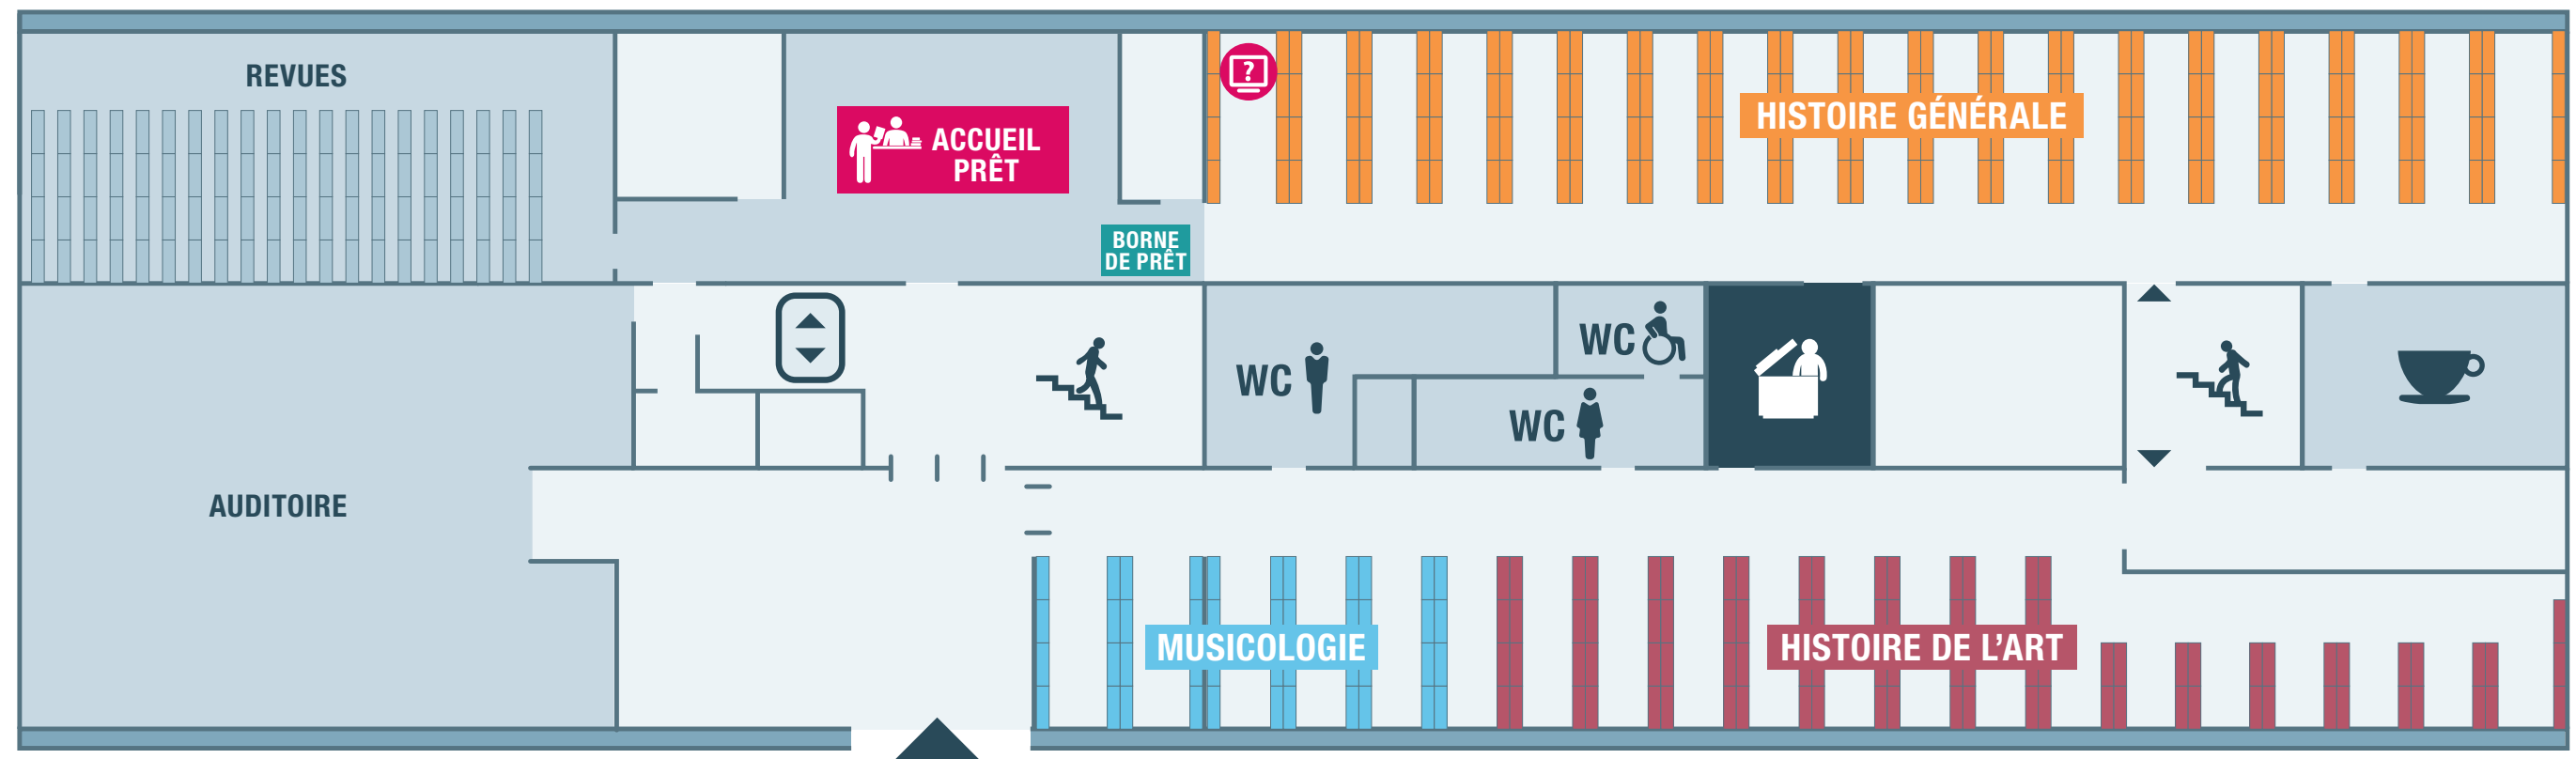 REVUES
ACCUEIL
PRÊT
?
HISTOIRE GÉNÉRALE
BORNE
DE PRÊT
WC
WC
WC
AUDITOIRE
MUSICOLOGIE
HISTOIRE DE L'ART